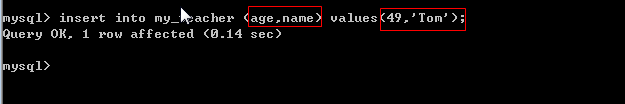 mysql> insert into my_teacher (age,name) values(49,'Tom');
Query OK, 1 row affected (0.14 sec)
mysql>